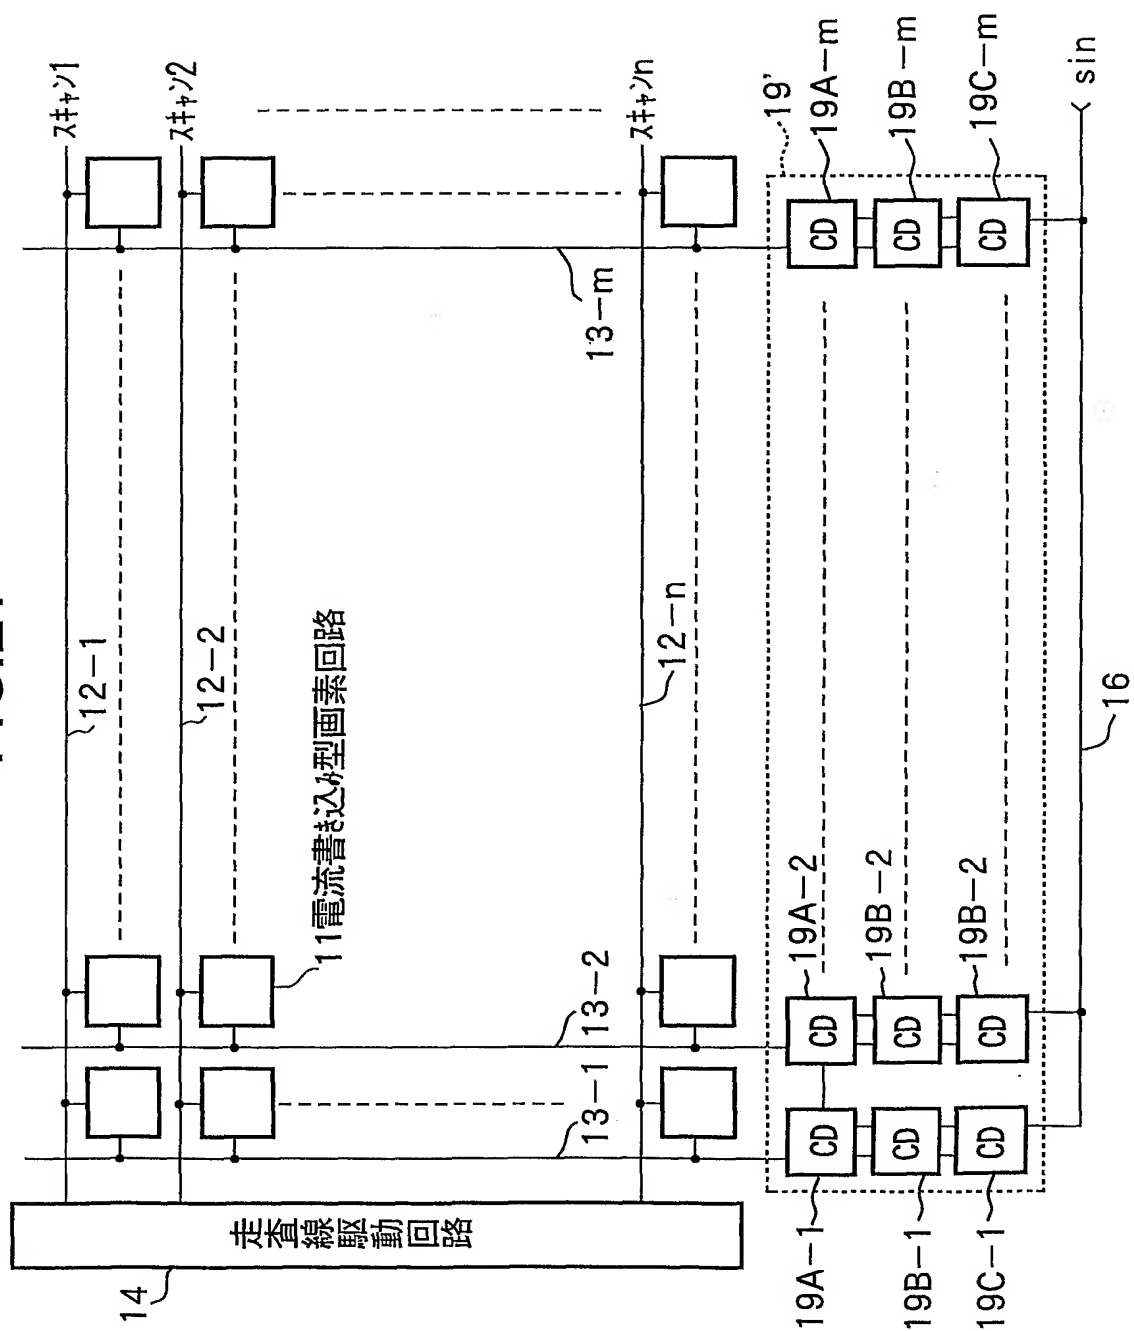 スキャン1
スキャン2
スキャンn
12-1
12-2
12-n
11電流書き込み型画素回路
13-1
13-2
13-m
走査線駆動回路
14
19'
19A-1
19A-2
19A-m
19B-1
19B-2
19B-m
19C-1
19B-2
19C-m
CD
CD
CD
CD
CD
CD
CD
CD
CD
sin
16